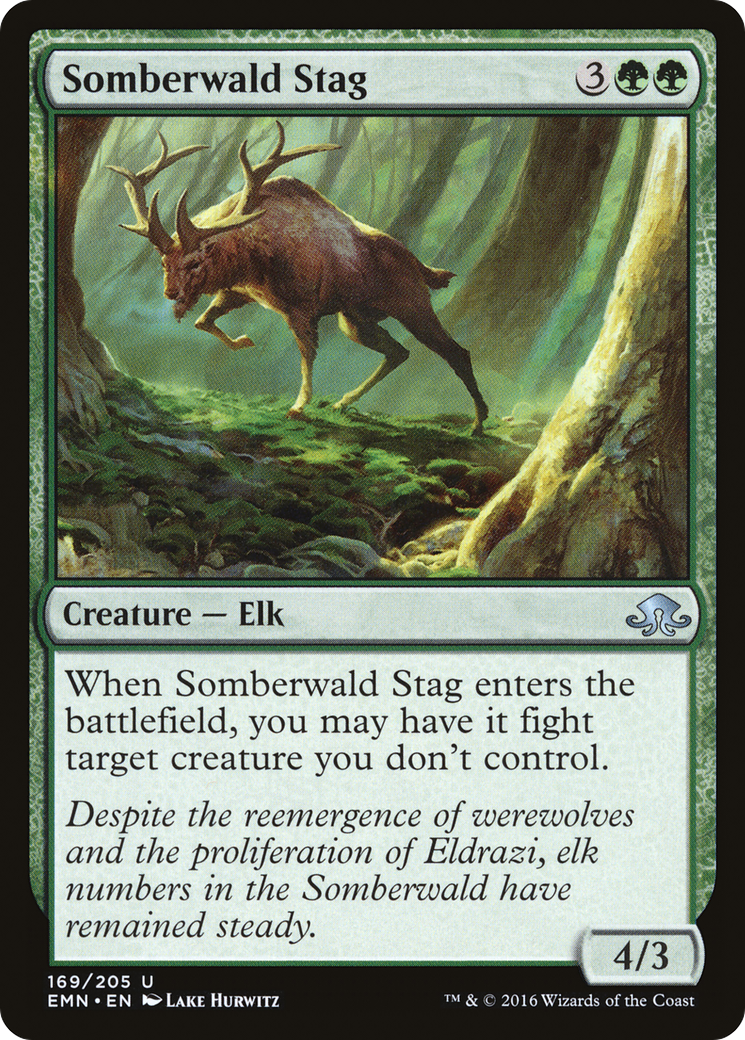 Somberwald Stag 3
Creature — Elk
When Somberwald Stag enters the
battlefield, you may have it fight
target creature you don't control.
Despite the reemergence of werewolves
and the proliferation of Eldrazi, elk
numbers in the Somberwald have
remained steady.
4/3
169/205 U
EMN • EN Lake Hurwitz
™ & © 2016 Wizards of the Coast